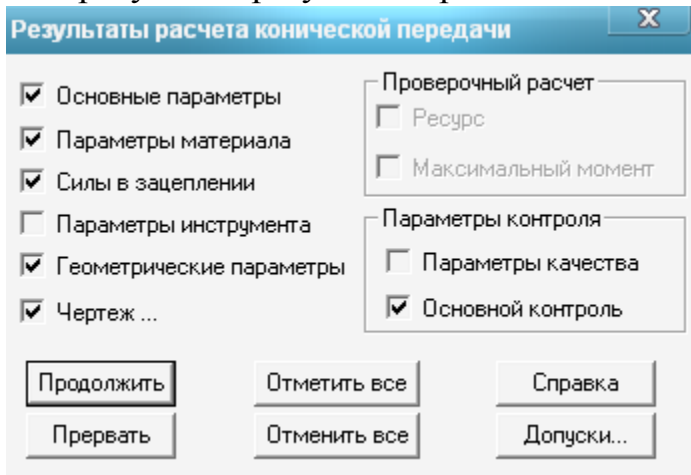 Результаты расчета конической передачи
X
Основные параметры
Параметры материала
Силы в зацеплении
Параметры инструмента
Геометрические параметры
Чертеж ...
Проверочный расчет
Ресурс
Максимальный момент
Параметры контроля
Параметры качества
Основной контроль
Продолжить
Отметить все
Справка
Прервать
Отменить все
Допуски...